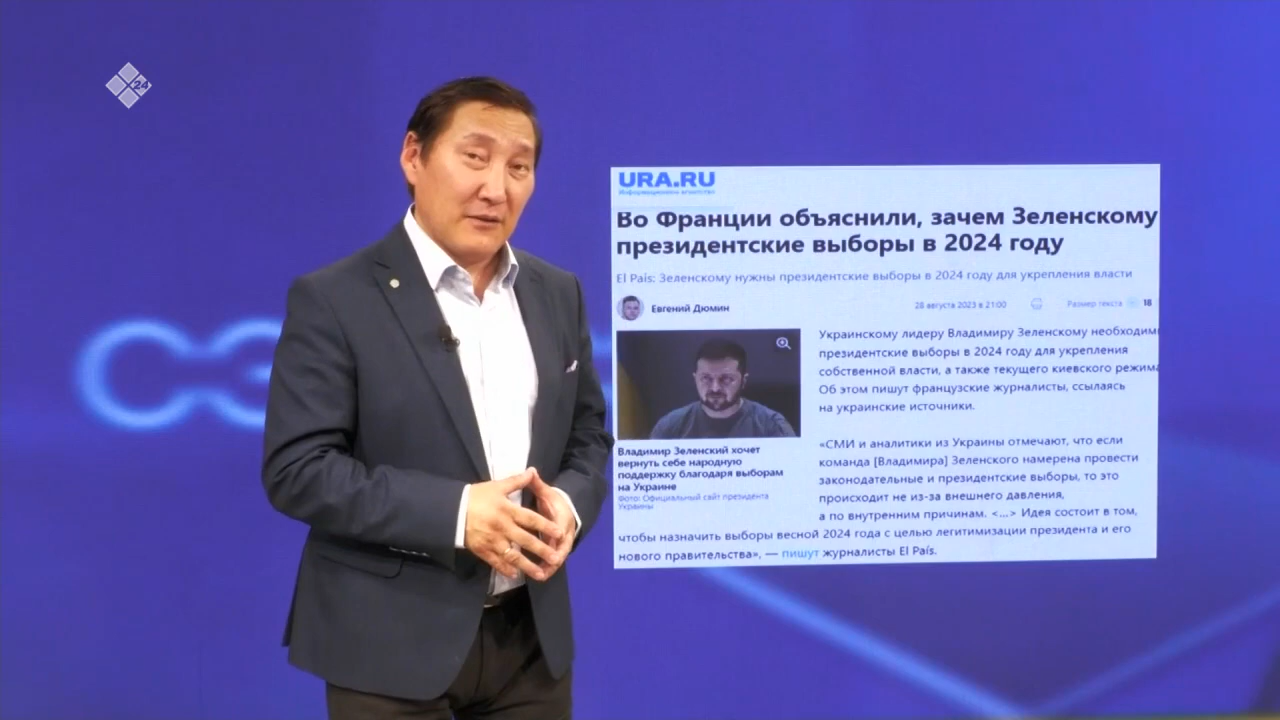 24
URA.RU
Информационное агентство
Во Франции объяснили, зачем Зеленскому
президентские выборы в 2024 году
El País: Зеленскому нужны президентские выборы в 2024 году для укрепления власти
Евгений Дюмин
28 августа 2023 в 21:00
Размер текста
18
Украинскому лидеру Владимиру Зеленскому необходим
президентские выборы в 2024 году для укрепления
собственной власти, а также текущего киевского режима
Об этом пишут французские журналисты, ссылаясь
на украинские источники.
«СМИ и аналитики из Украины отмечают, что если
команда [Владимира] Зеленского намерена провести
законодательные и президентские выборы, то это
происходит не из-за внешнего давления,
а по внутренним причинам. <...> Идея состоит в том,
чтобы назначить выборы весной 2024 года с целью легитимизации президента и его
нового правительства», — пишут журналисты El País.
Владимир Зеленский хочет
вернуть себе народную
поддержку благодаря выборам
на Украине
Фото: Официальный сайт президента
Украины